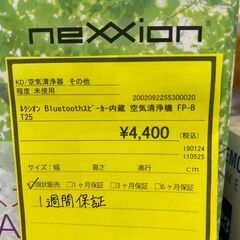 nexxion
KD/空気清浄器 その他
程度 未使用
2002092255300020
ﾈｸｼｵﾝ Bluetoothｽﾋﾟｰｶｰ内蔵 空気清浄機 FP-B
T25
¥4,400 (税込)
190124
110525
サイズ:幅 高さ 奥行き cm
✓現状販売 □1ヶ月保証 □3ヶ月保証 □6ヶ月保証
1週間保証